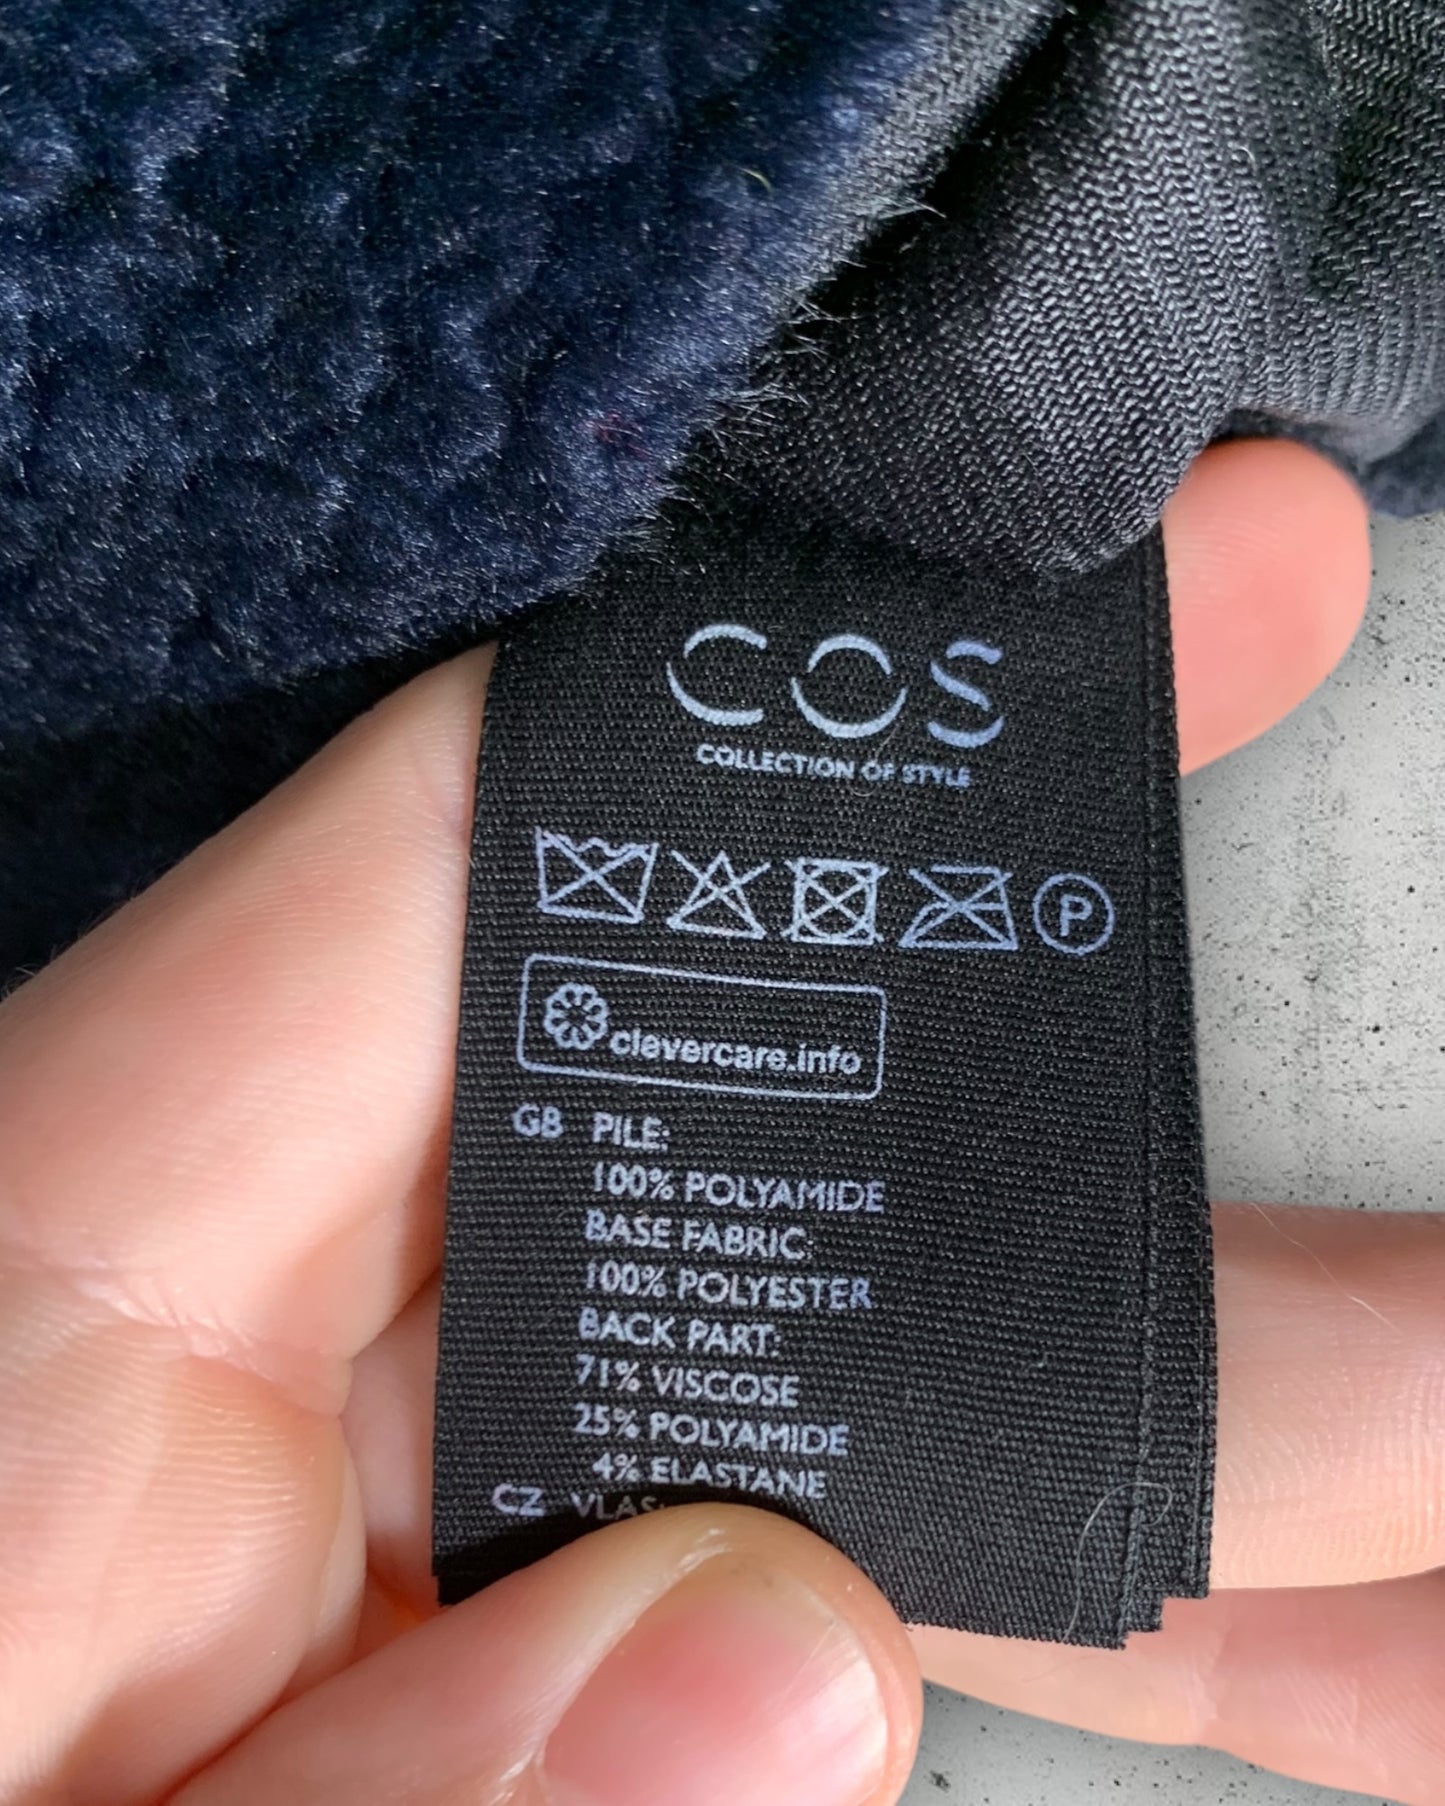 COS
COLLECTION OF STYLE
P
clevercare.info
GB PILE:
100% POLYAMIDE
BASE FABRIC:
100% POLYESTER
BACK PART:
71% VISCOSE
25% POLYAMIDE
4% ELASTANE
CZ